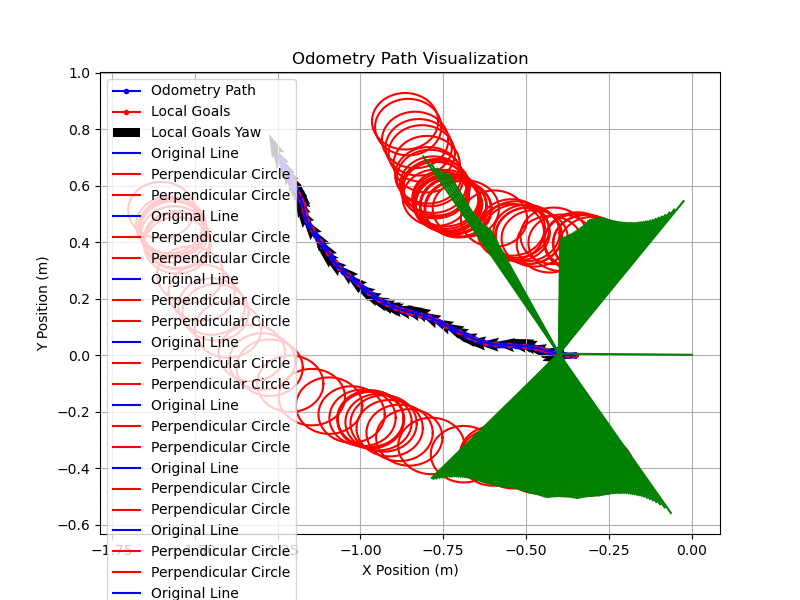 Odometry Path Visualization
1.0
0.8
0.6
0.4
0.2
0.0
−0.2
−0.4
−0.6
Y Position (m)
Odometry Path
Local Goals
Local Goals Yaw
Original Line
Perpendicular Circle
Perpendicular Circle
Original Line
Perpendicular Circle
Perpendicular Circle
Original Line
Perpendicular Circle
Perpendicular Circle
Original Line
Perpendicular Circle
Perpendicular Circle
Original Line
Perpendicular Circle
Perpendicular Circle
Original Line
Perpendicular Circle
Perpendicular Circle
Original Line
Perpendicular Circle
Perpendicular Circle
Original Line
−1.75 −1.00 −0.75 −0.50 −0.25 0.00
X Position (m)